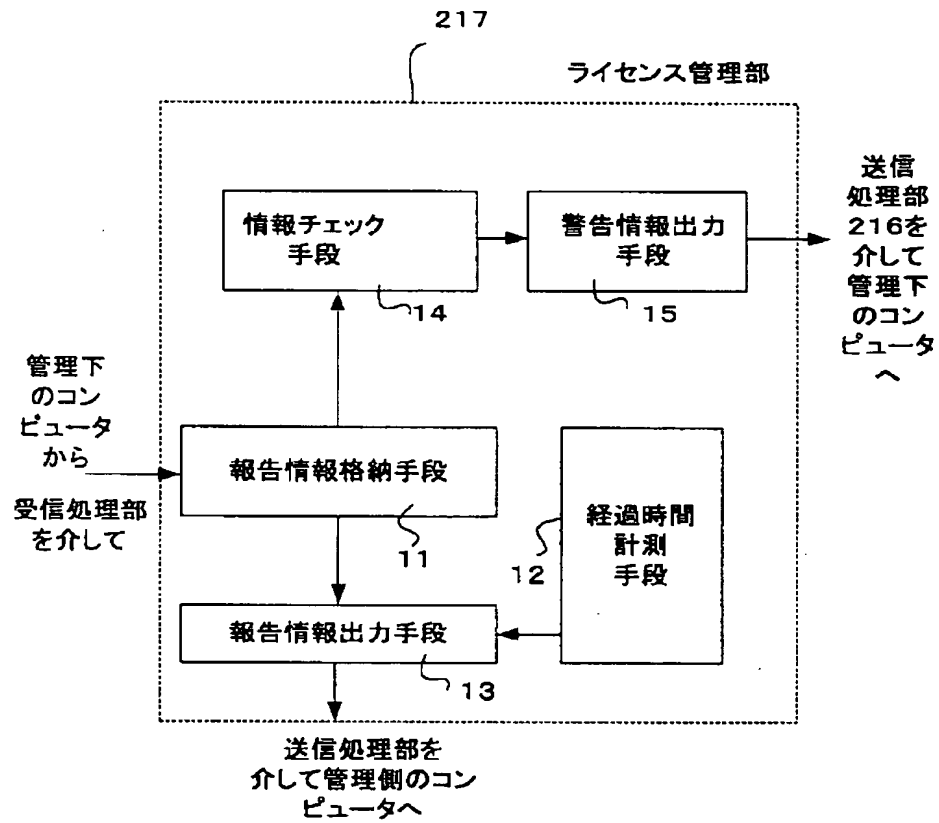 217
ライセンス管理部
情報チェック
手段
14
警告情報出力
手段
15
送信
処理部
216を
介して
管理下
のコン
ピュータ
へ
管理下
のコン
ピュータ
から
受信処理部
を介して
報告情報格納手段
11
経過時間
計測
手段
12
報告情報出力手段
13
送信処理部を
介して管理側のコン
ピュータへ